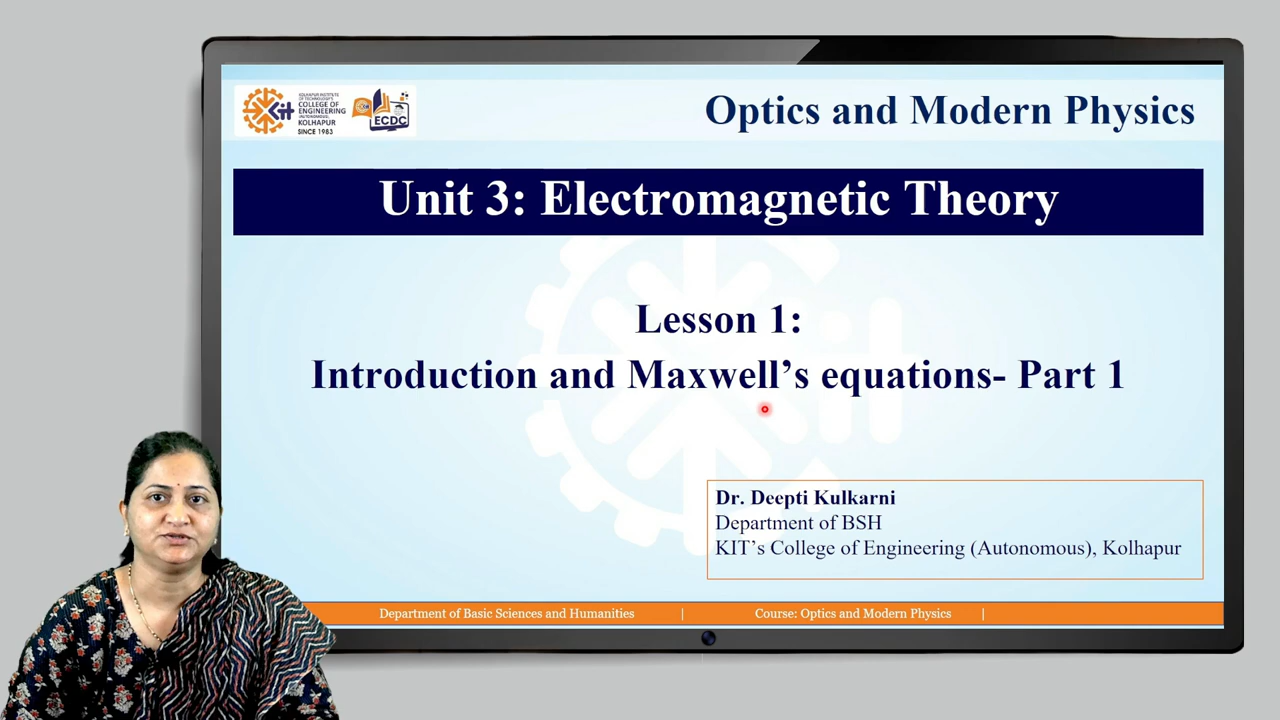 KOLHAPUR INSTITUTE
OF TECHNOLOGY'S
COLLEGE OF
ENGINEERING
(AUTONOMOUS),
KOLHAPUR
SINCE 1983
kit
ECDC
Optics and Modern Physics
Unit 3: Electromagnetic Theory
Lesson 1:
Introduction and Maxwell’s equations- Part 1
Dr. Deepti Kulkarni
Department of BSH
KIT’s College of Engineering (Autonomous), Kolhapur
Department of Basic Sciences and Humanities | Course: Optics and Modern Physics |